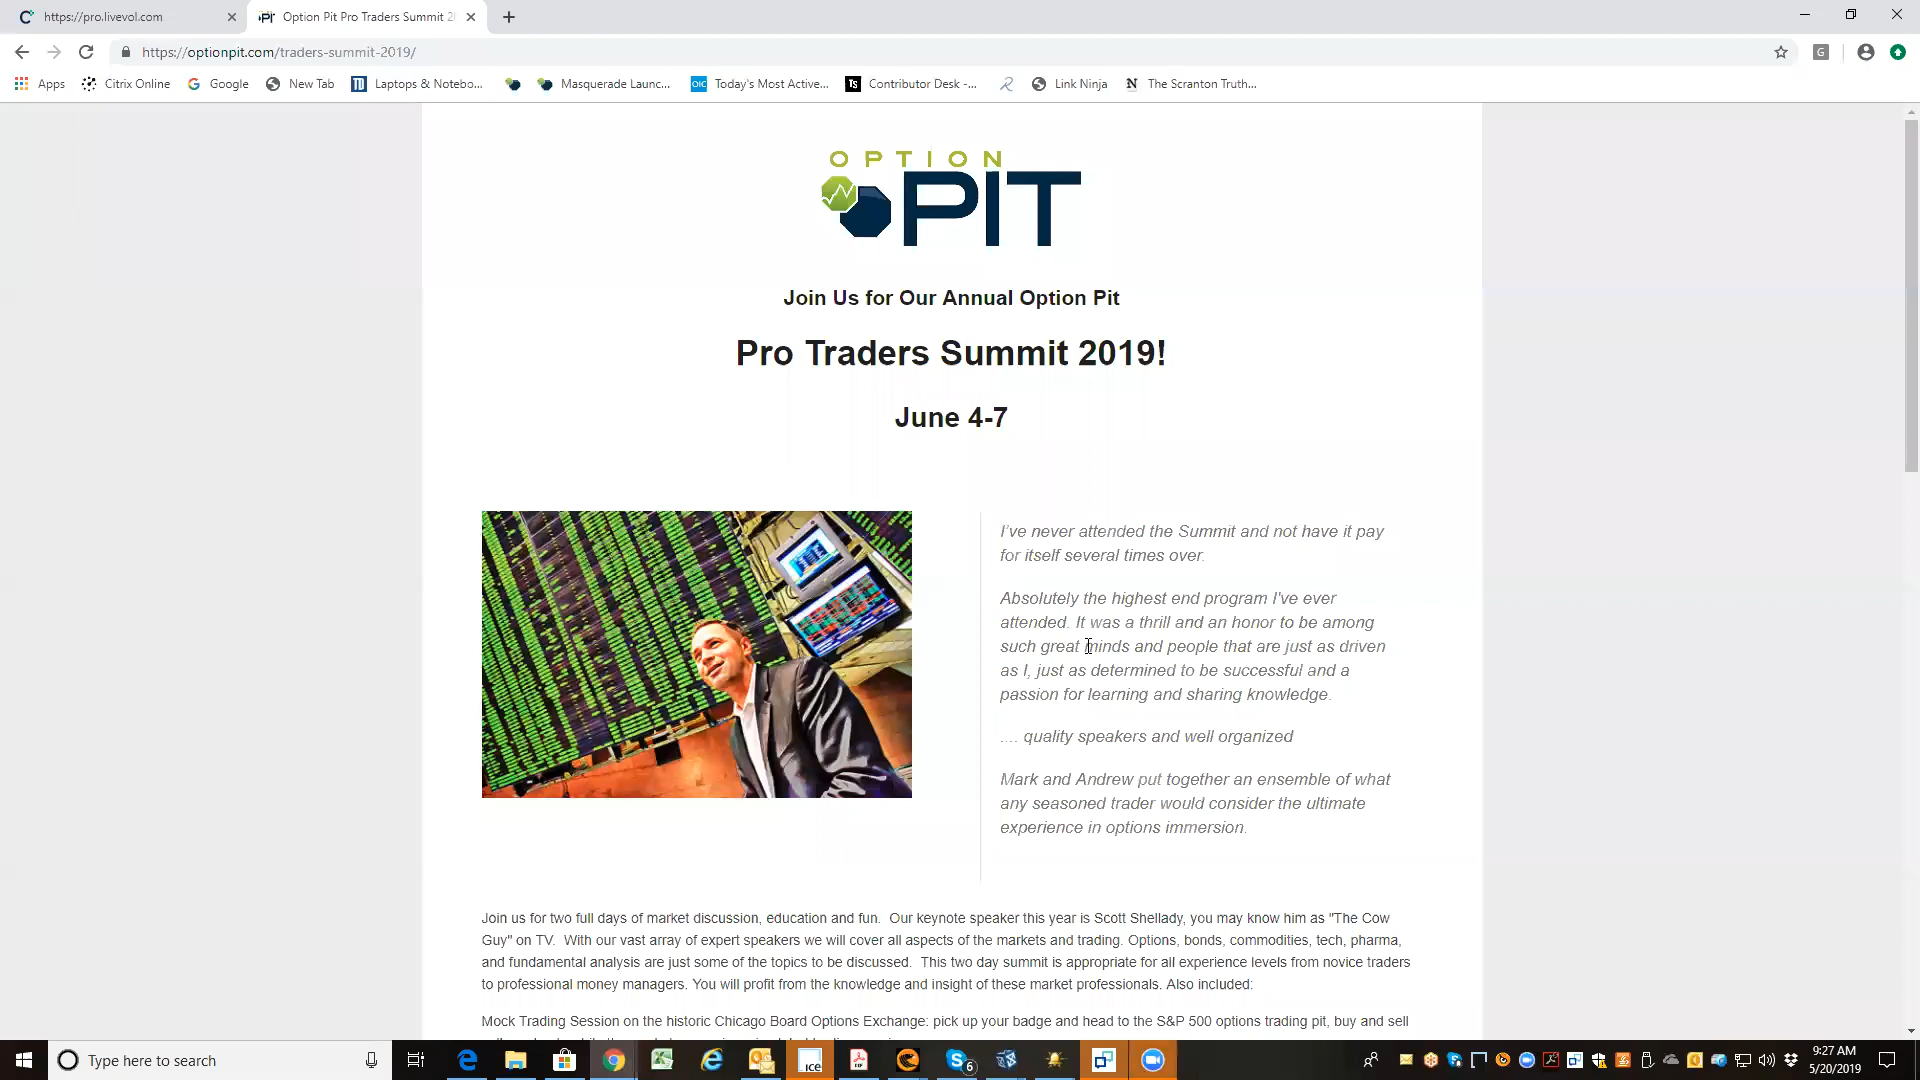 https://pro.livevol.com
Option Pit Pro Traders Summit 2
https://optionpit.com/traders-summit-2019/
Apps
Citrix Online
Google
New Tab
Laptops & Notebo...
Masquerade Launc...
OIC Today's Most Active...
TS Contributor Desk -...
Link Ninja
The Scranton Truth...
OPTION
PIT
Join Us for Our Annual Option Pit
Pro Traders Summit 2019!
June 4-7
I've never attended the Summit and not have it pay
for itself several times over.
Absolutely the highest end program I've ever
attended. It was a thrill and an honor to be among
such great minds and people that are just as driven
as I, just as determined to be successful and a
passion for learning and sharing knowledge.
.... quality speakers and well organized
Mark and Andrew put together an ensemble of what
any seasoned trader would consider the ultimate
experience in options immersion.
Join us for two full days of market discussion, education and fun. Our keynote speaker this year is Scott Shellady, you may know him as "The Cow
Guy" on TV. With our vast array of expert speakers we will cover all aspects of the markets and trading. Options, bonds, commodities, tech, pharma,
and fundamental analysis are just some of the topics to be discussed. This two day summit is appropriate for all experience levels from novice traders
to professional money managers. You will profit from the knowledge and insight of these market professionals. Also included:
Mock Trading Session on the historic Chicago Board Options Exchange: pick up your badge and head to the S&P 500 options trading pit, buy and sell
Type here to search
ICE
6
9:27 AM
5/20/2019